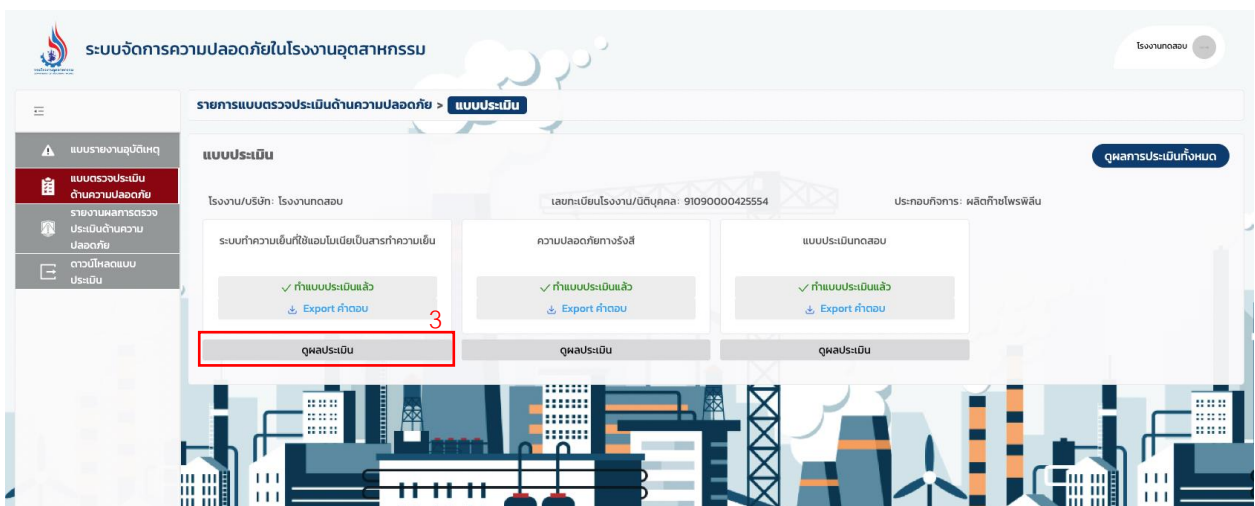 ระบบจัดการความปลอดภัยในโรงงานอุตสาหกรรม
โรงงานทดสอบ
รายการแบบตรวจประเมินด้านความปลอดภัย > แบบประเมิน
แบบรายงานอุบัติเหตุ
แบบตรวจประเมิน
ด้านความปลอดภัย
รายงานผลการตรวจ
ประเมินด้านความ
ปลอดภัย
ดาวน์โหลดแบบ
ประเมิน
แบบประเมิน
ดูผลการประเมินทั้งหมด
โรงงาน/บริษัท: โรงงานทดสอบ เลขทะเบียนโรงงาน/นิติบุคคล: 91090000425554 ประกอบกิจการ: ผลิตก๊าซโพรพิลีน
ระบบทำความเย็นที่ใช้แอมโมเนียเป็นสารทำความเย็น ความปลอดภัยทางรังสี แบบประเมินทดสอบ
ทำแบบประเมินแล้ว ทำแบบประเมินแล้ว ทำแบบประเมินแล้ว
Export คำตอบ Export คำตอบ Export คำตอบ
3
ดูผลประเมิน ดูผลประเมิน ดูผลประเมิน